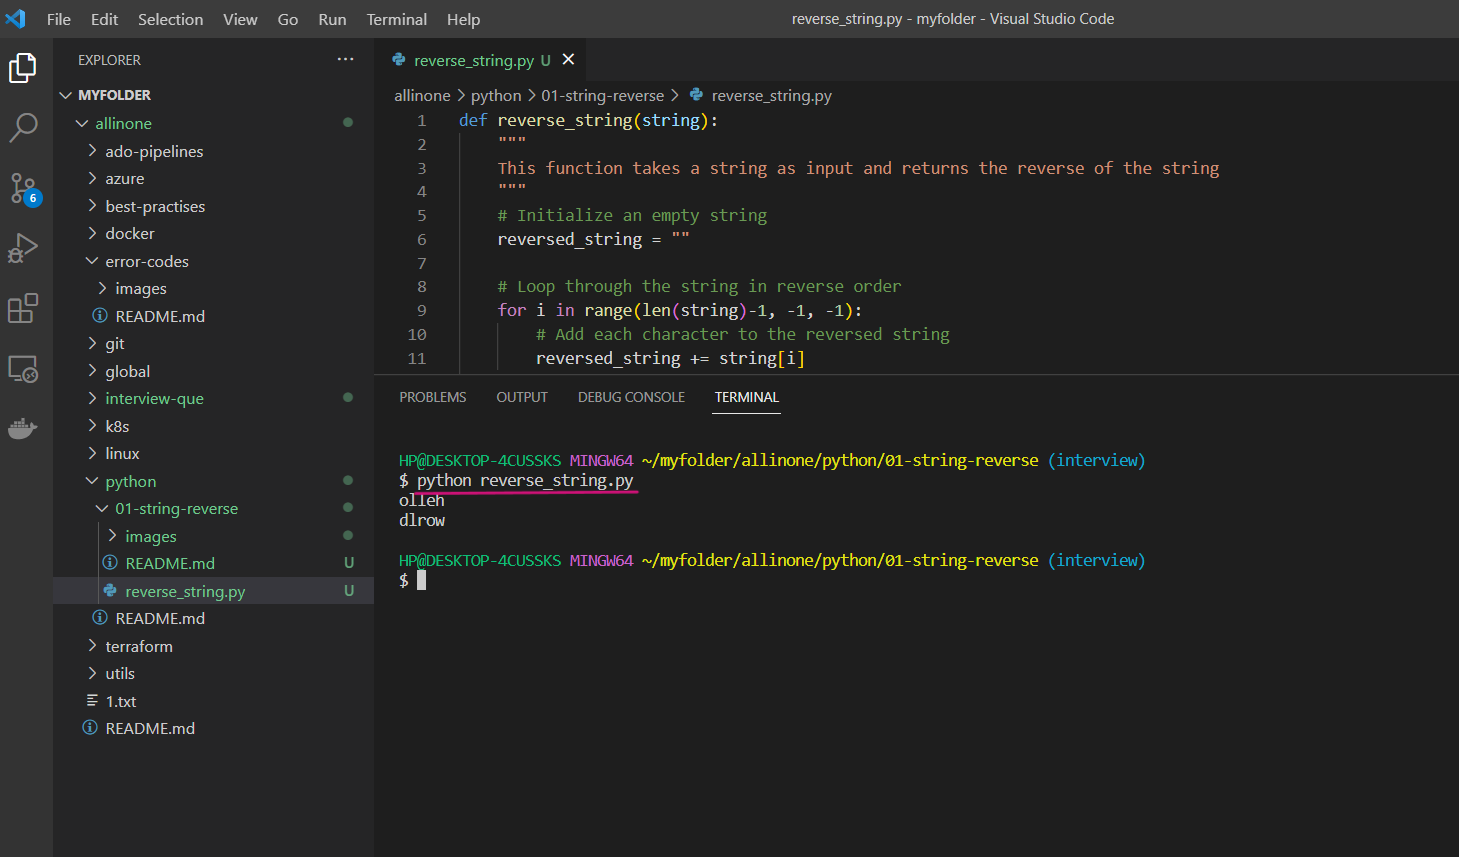 File Edit Selection View Go Run Terminal Help
reverse_string.py - myfolder - Visual Studio Code
EXPLORER
MYFOLDER
allinone
ado-pipelines
azure
best-practises
docker
error-codes
images
README.md
git
global
interview-que
k8s
linux
python
01-string-reverse
images
README.md U
reverse_string.py U
README.md
terraform
utils
1.txt
README.md
6
reverse_string.py U
allinone > python > 01-string-reverse > reverse_string.py
1 def reverse_string(string):
2 """
3 This function takes a string as input and returns the reverse of the string
4 """
5 # Initialize an empty string
6 reversed_string = ""
7
8 # Loop through the string in reverse order
9 for i in range(len(string)-1, -1, -1):
10 # Add each character to the reversed string
11 reversed_string += string[i]
PROBLEMS OUTPUT DEBUG CONSOLE TERMINAL
HP@DESKTOP-4CUSSKS MINGW64 ~/myfolder/allinone/python/01-string-reverse (interview)
$ python reverse_string.py
olleh
dlrow
HP@DESKTOP-4CUSSKS MINGW64 ~/myfolder/allinone/python/01-string-reverse (interview)
$